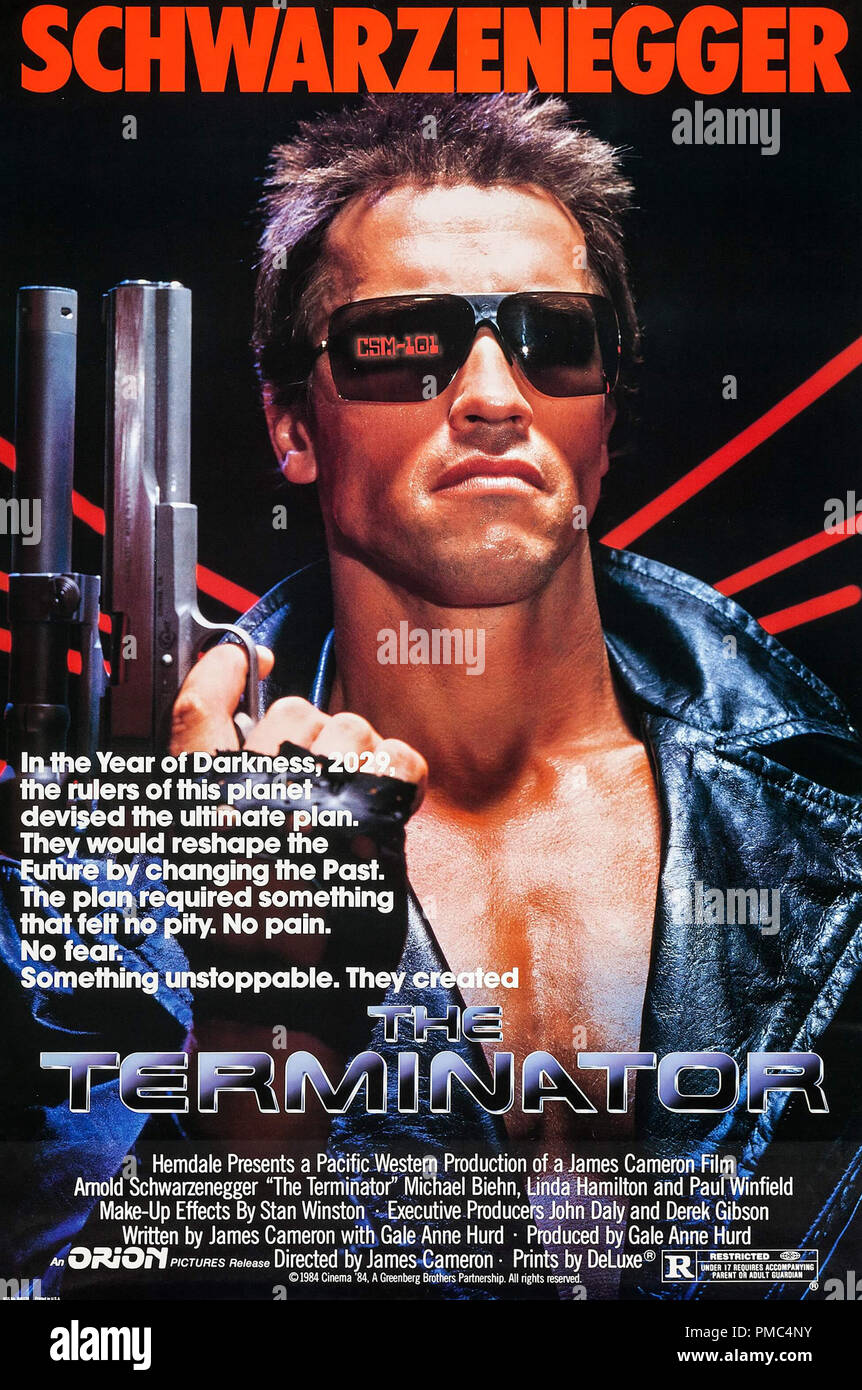 SCHWARZENEGGER
CSM-101
In the Year of Darkness, 2029,
the rulers of this planet
devised the ultimate plan.
They would reshape the
Future by changing the Past.
The plan required something
that felt no pity. No pain.
No fear.
Something unstoppable. They created
THE
TERMINATOR
Hemdale Presents a Pacific Western Production of a James Cameron Film
Arnold Schwarzenegger "The Terminator" Michael Biehn, Linda Hamilton and Paul Winfield
Make-Up Effects By Stan Winston · Executive Producers John Daly and Derek Gibson
Written by James Cameron with Gale Anne Hurd · Produced by Gale Anne Hurd
An ORION PICTURES Release Directed by James Cameron · Prints by DeLuxe®
R RESTRICTED
UNDER 17 REQUIRES ACCOMPANYING
PARENT OR ADULT GUARDIAN
®
©1984 Cinema '84, A Greenberg Brothers Partnership. All rights reserved.
a alamy
alamy
a
alamy stock photo
Image ID: PMC4NY
www.alamy.com